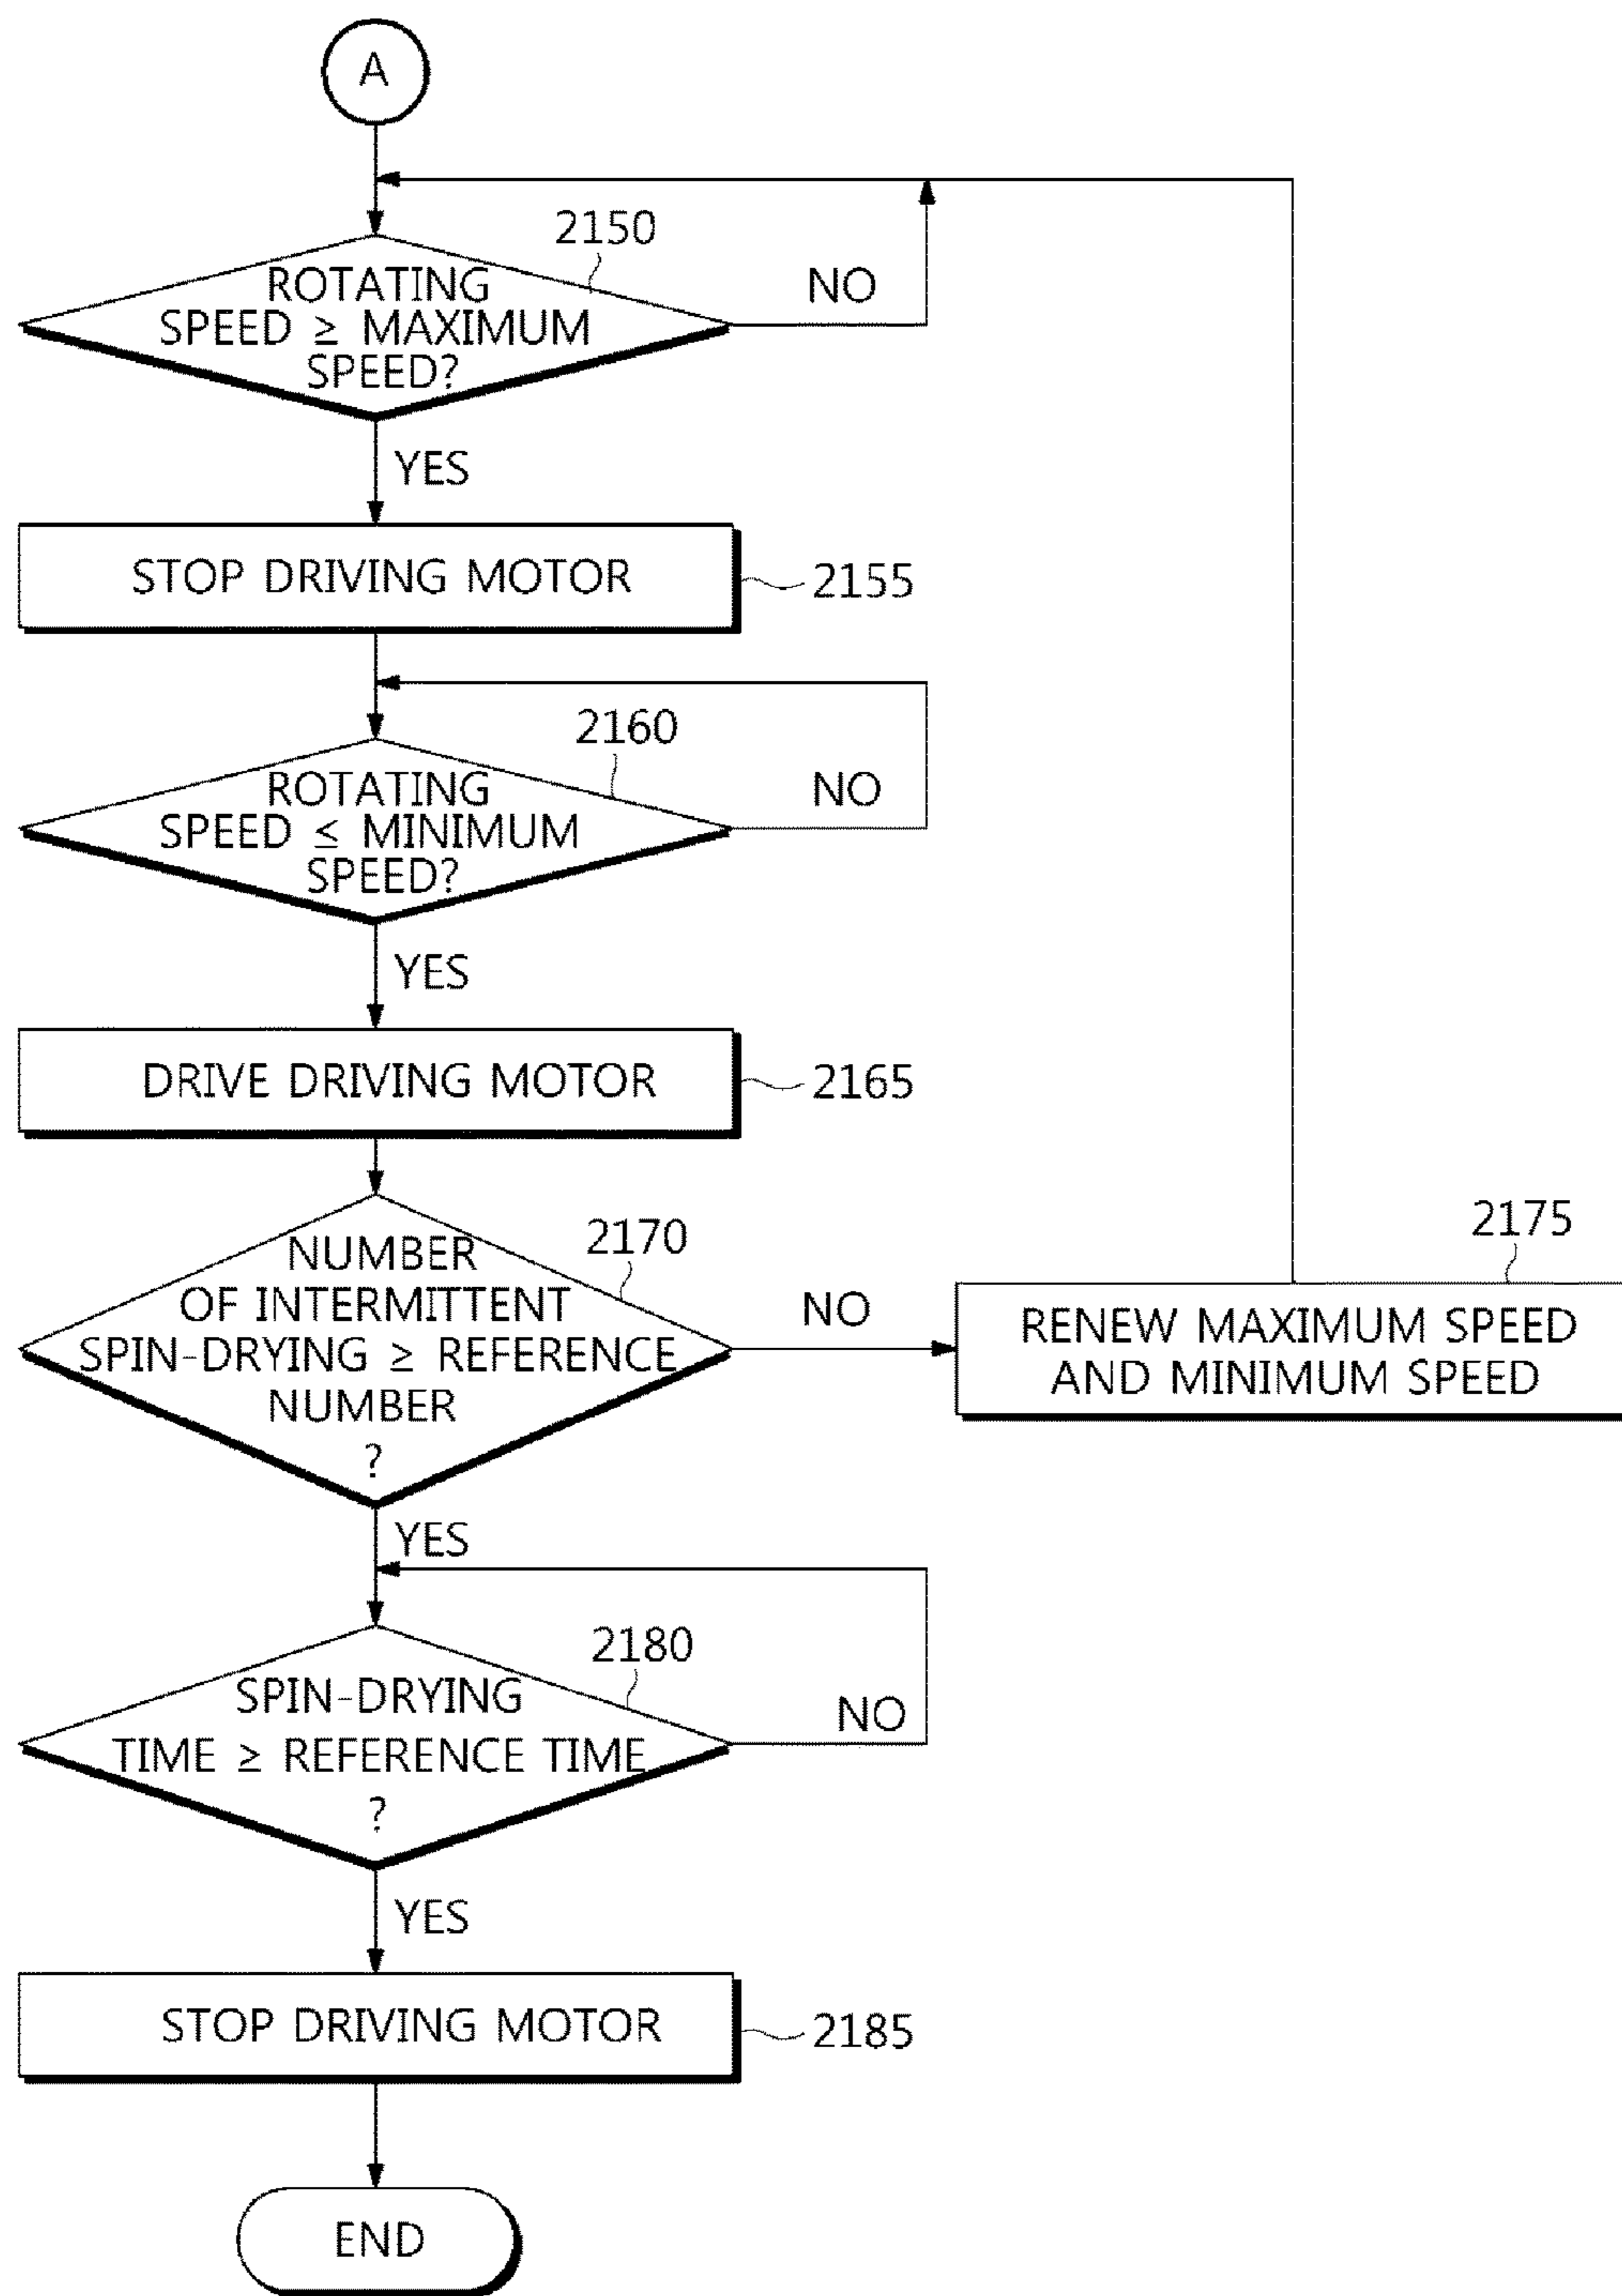 A
2150
ROTATING
SPEED ≥ MAXIMUM
SPEED?
NO
YES
STOP DRIVING MOTOR
2155
2160
ROTATING
SPEED ≤ MINIMUM
SPEED?
NO
YES
DRIVE DRIVING MOTOR
2165
2170
NUMBER
OF INTERMITTENT
SPIN-DRYING ≥ REFERENCE
NUMBER
?
NO
2175
RENEW MAXIMUM SPEED
AND MINIMUM SPEED
YES
2180
SPIN-DRYING
TIME ≥ REFERENCE TIME
?
NO
YES
STOP DRIVING MOTOR
2185
END